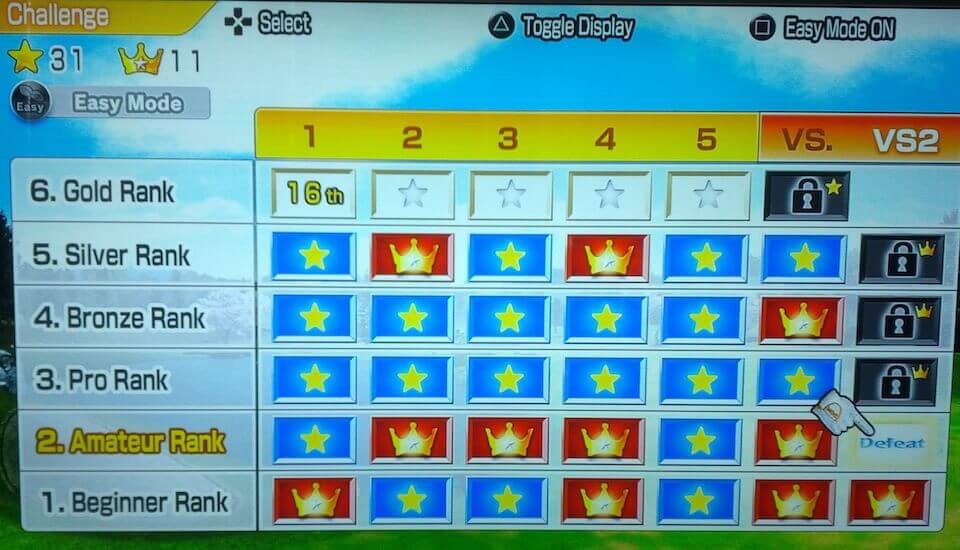 Challenge
Select
Toggle Display
Easy Mode ON
31
11
Easy
Easy Mode
1 2 3 4 5 VS. VS2
6. Gold Rank
16th
5. Silver Rank
4. Bronze Rank
3. Pro Rank
2. Amateur Rank
Defeat
1. Beginner Rank